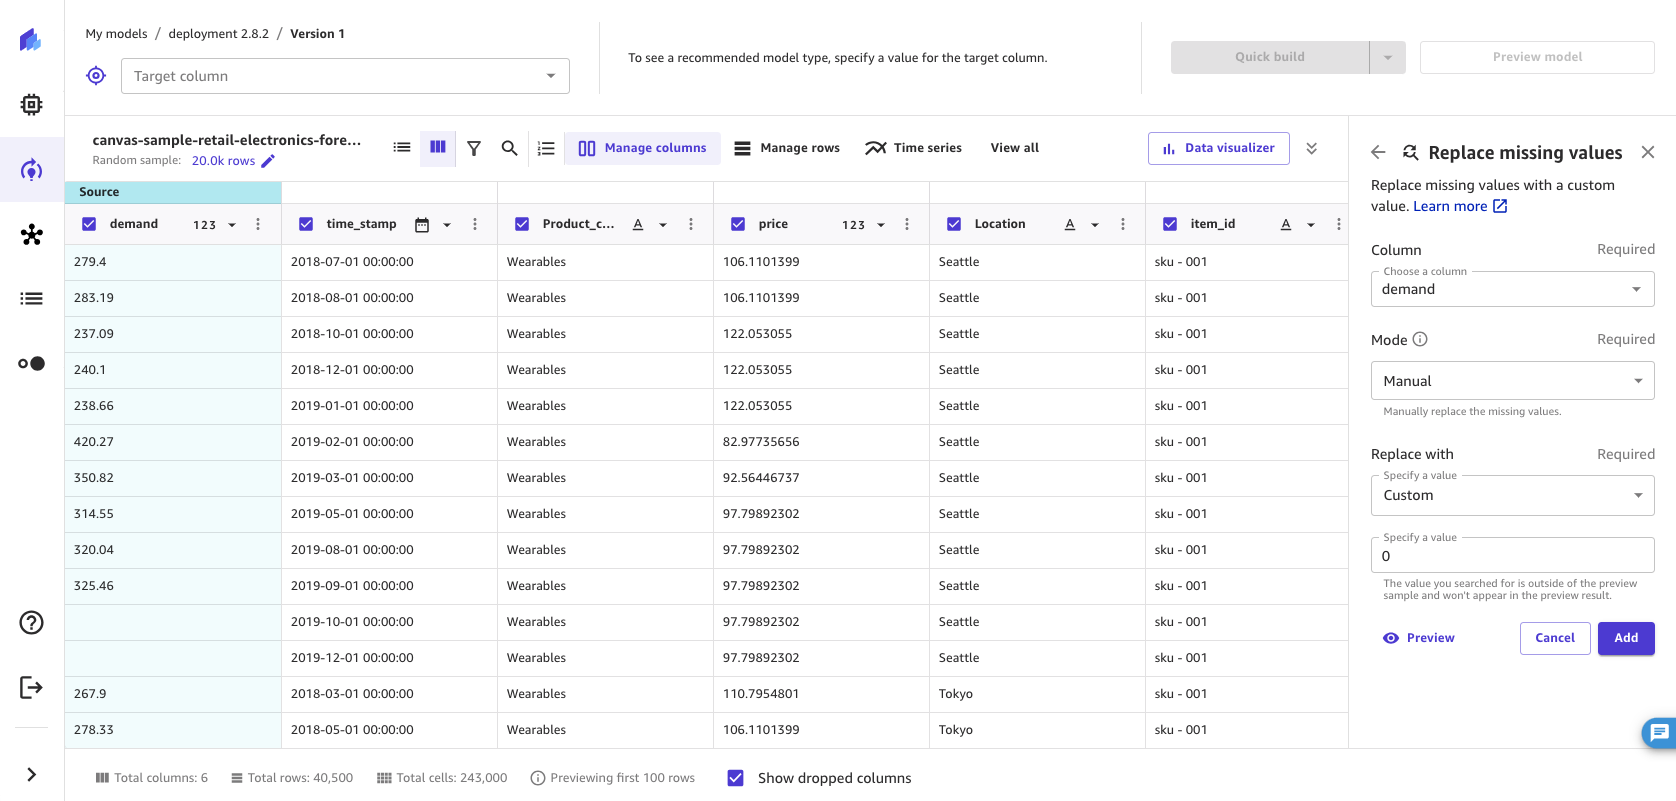 My models / deployment 2.8.2 / Version 1
Target column
To see a recommended model type, specify a value for the target column.
Quick build
Preview model
canvas-sample-retail-electronics-fore...
Random sample: 20.0k rows
Manage columns
Manage rows
Time series
View all
Data visualizer
Source
demand 123 time_stamp Product_c... A price 123 Location A item_id A
279.4 2018-07-01 00:00:00 Wearables 106.1101399 Seattle sku - 001
283.19 2018-08-01 00:00:00 Wearables 106.1101399 Seattle sku - 001
237.09 2018-10-01 00:00:00 Wearables 122.053055 Seattle sku - 001
240.1 2018-12-01 00:00:00 Wearables 122.053055 Seattle sku - 001
238.66 2019-01-01 00:00:00 Wearables 122.053055 Seattle sku - 001
420.27 2019-02-01 00:00:00 Wearables 82.97735656 Seattle sku - 001
350.82 2019-03-01 00:00:00 Wearables 92.56446737 Seattle sku - 001
314.55 2019-05-01 00:00:00 Wearables 97.79892302 Seattle sku - 001
320.04 2019-08-01 00:00:00 Wearables 97.79892302 Seattle sku - 001
325.46 2019-09-01 00:00:00 Wearables 97.79892302 Seattle sku - 001
2019-10-01 00:00:00 Wearables 97.79892302 Seattle sku - 001
2019-12-01 00:00:00 Wearables 97.79892302 Seattle sku - 001
267.9 2018-03-01 00:00:00 Wearables 110.7954801 Tokyo sku - 001
278.33 2018-05-01 00:00:00 Wearables 106.1101399 Tokyo sku - 001
Total columns: 6
Total rows: 40,500
Total cells: 243,000
Previewing first 100 rows
Show dropped columns
Replace missing values
Replace missing values with a custom
value. Learn more
Column Required
Choose a column
demand
Mode Required
Manual
Manually replace the missing values.
Replace with Required
Specify a value
Custom
Specify a value
0
The value you searched for is outside of the preview
sample and won't appear in the preview result.
Preview
Cancel
Add